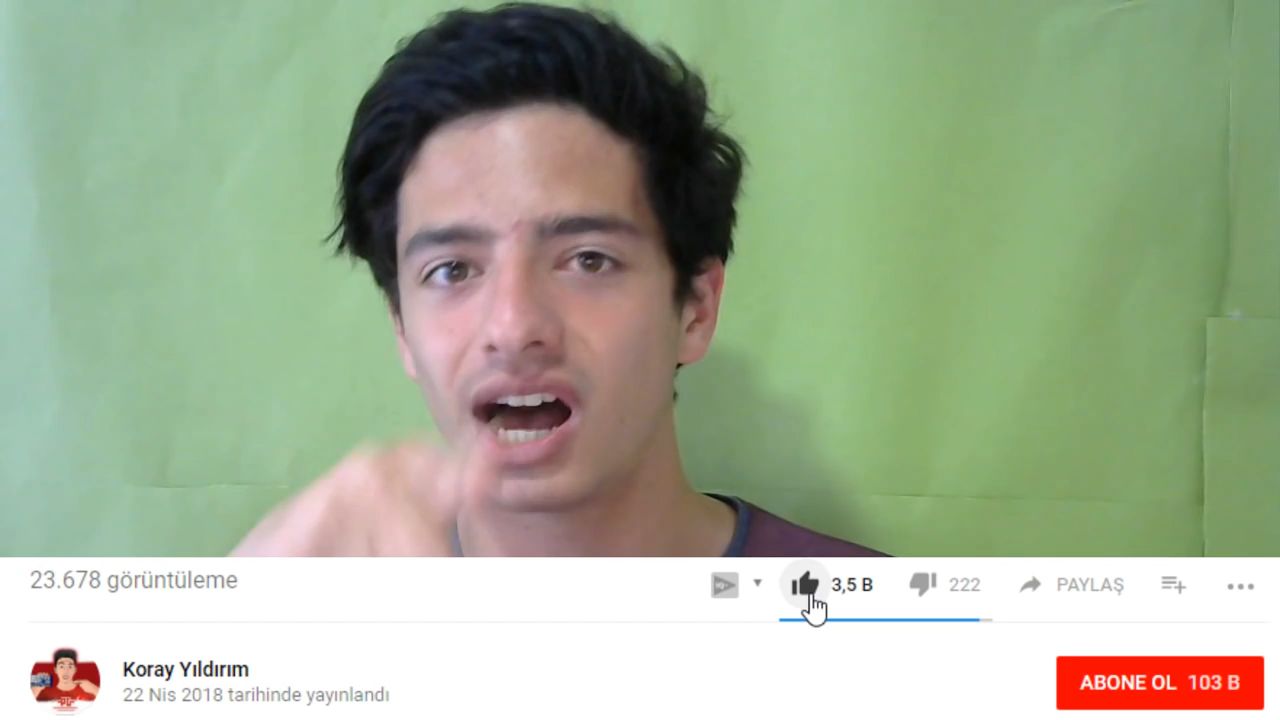 23.678 görüntüleme
3,5 B 222 PAYLAŞ
Koray Yıldırım
22 Nis 2018 tarihinde yayınlandı
ABONE OL 103 B